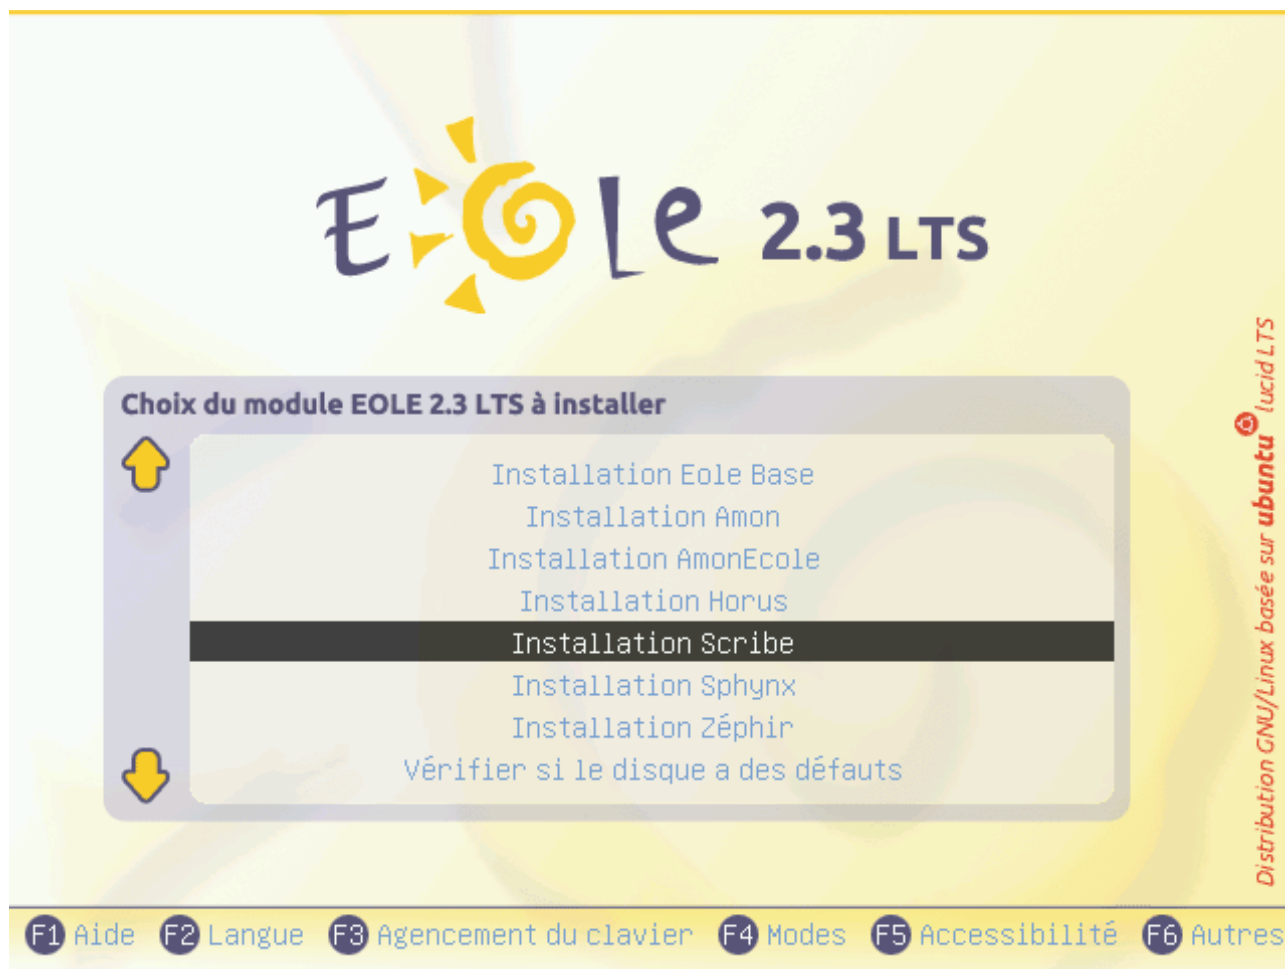 EOLE 2.3 LTS
Choix du module EOLE 2.3 LTS à installer
Installation Eole Base
Installation Amon
Installation AmonEcole
Installation Horus
Installation Scribe
Installation Sphynx
Installation Zéphir
Vérifier si le disque a des défauts
Distribution GNU/Linux basée sur ubuntu lucid LTS
F1 Aide F2 Langue F3 Agencement du clavier F4 Modes F5 Accessibilité F6 Autres